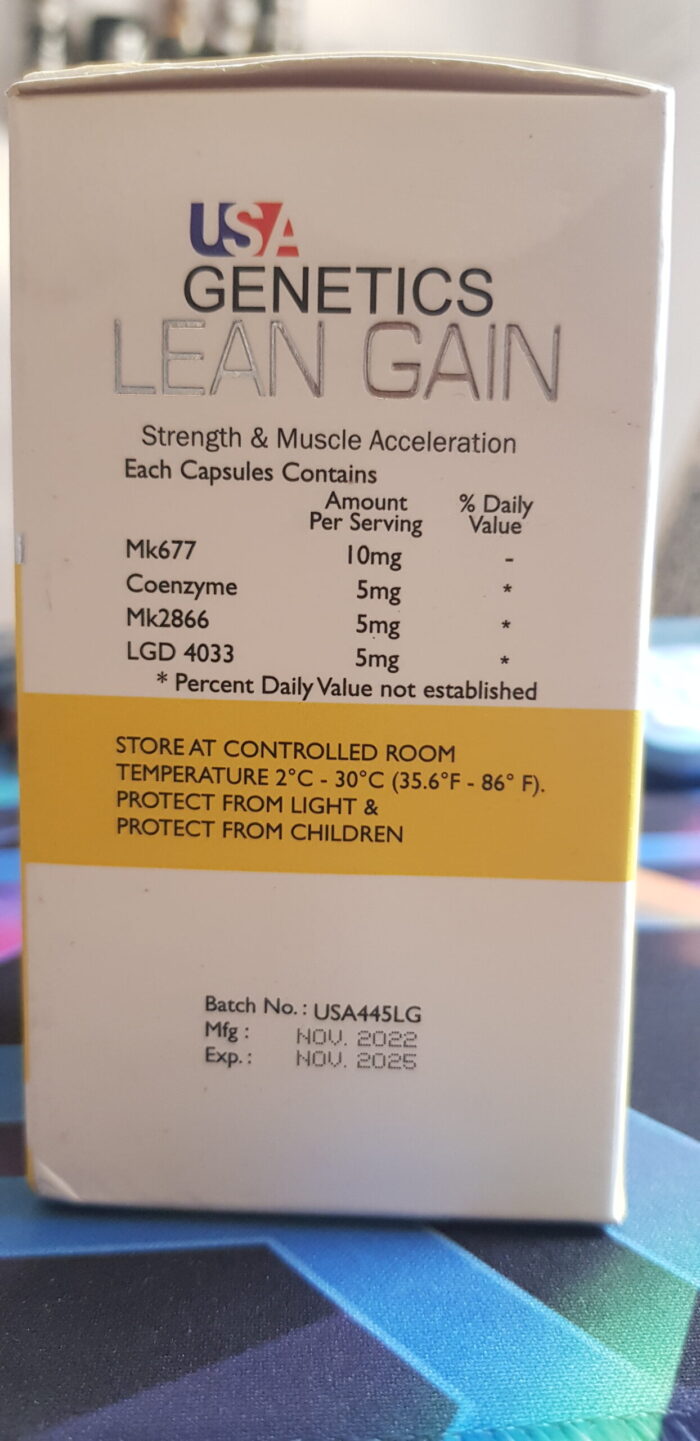 USA
GENETICS
LEAN GAIN
Strength & Muscle Acceleration
Each Capsules Contains
Amount % Daily
Per Serving Value
Mk677 10mg -
Coenzyme 5mg *
Mk2866 5mg *
LGD 4033 5mg *
* Percent Daily Value not established
STORE AT CONTROLLED ROOM
TEMPERATURE 2°C - 30°C (35.6°F - 86° F).
PROTECT FROM LIGHT &
PROTECT FROM CHILDREN
Batch No. : USA445LG
Mfg : NOV. 2022
Exp. : NOV. 2025